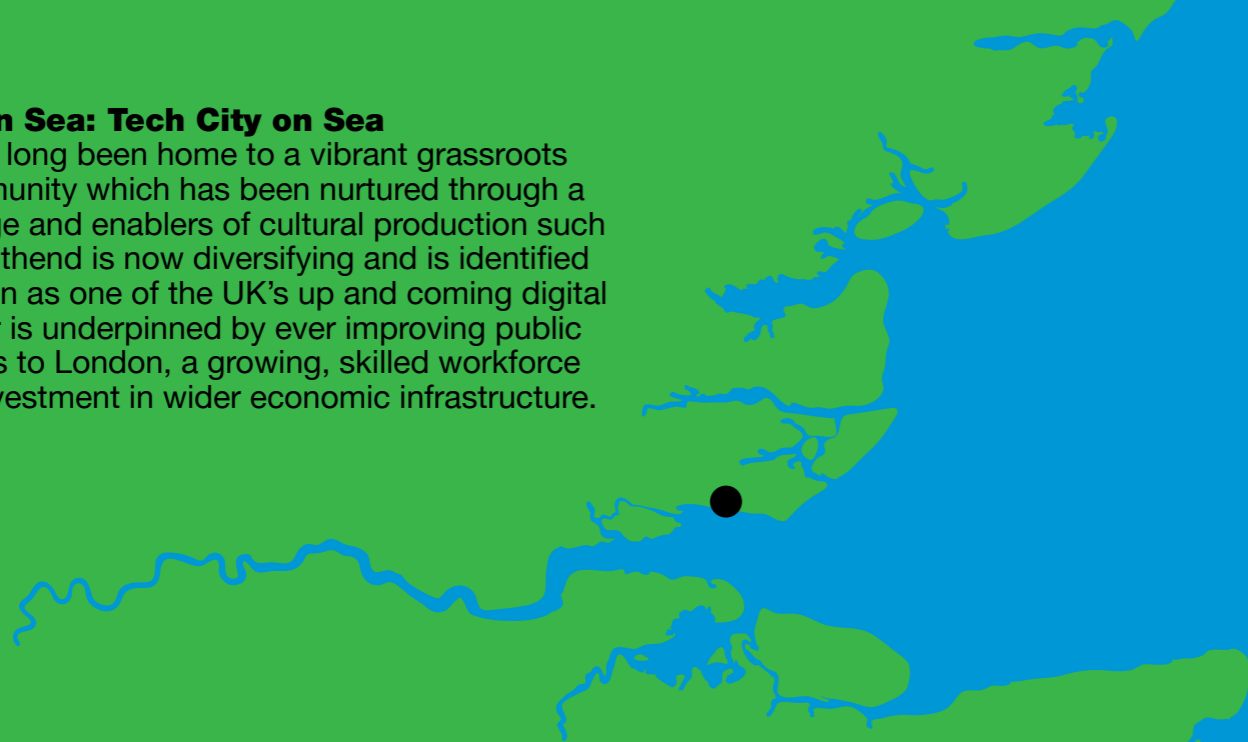 n Sea: Tech City on Sea
long been home to a vibrant grassroots
unity which has been nurtured through a
e and enablers of cultural production such
thend is now diversifying and is identified
n as one of the UK’s up and coming digital
is underpinned by ever improving public
s to London, a growing, skilled workforce
vestment in wider economic infrastructure.